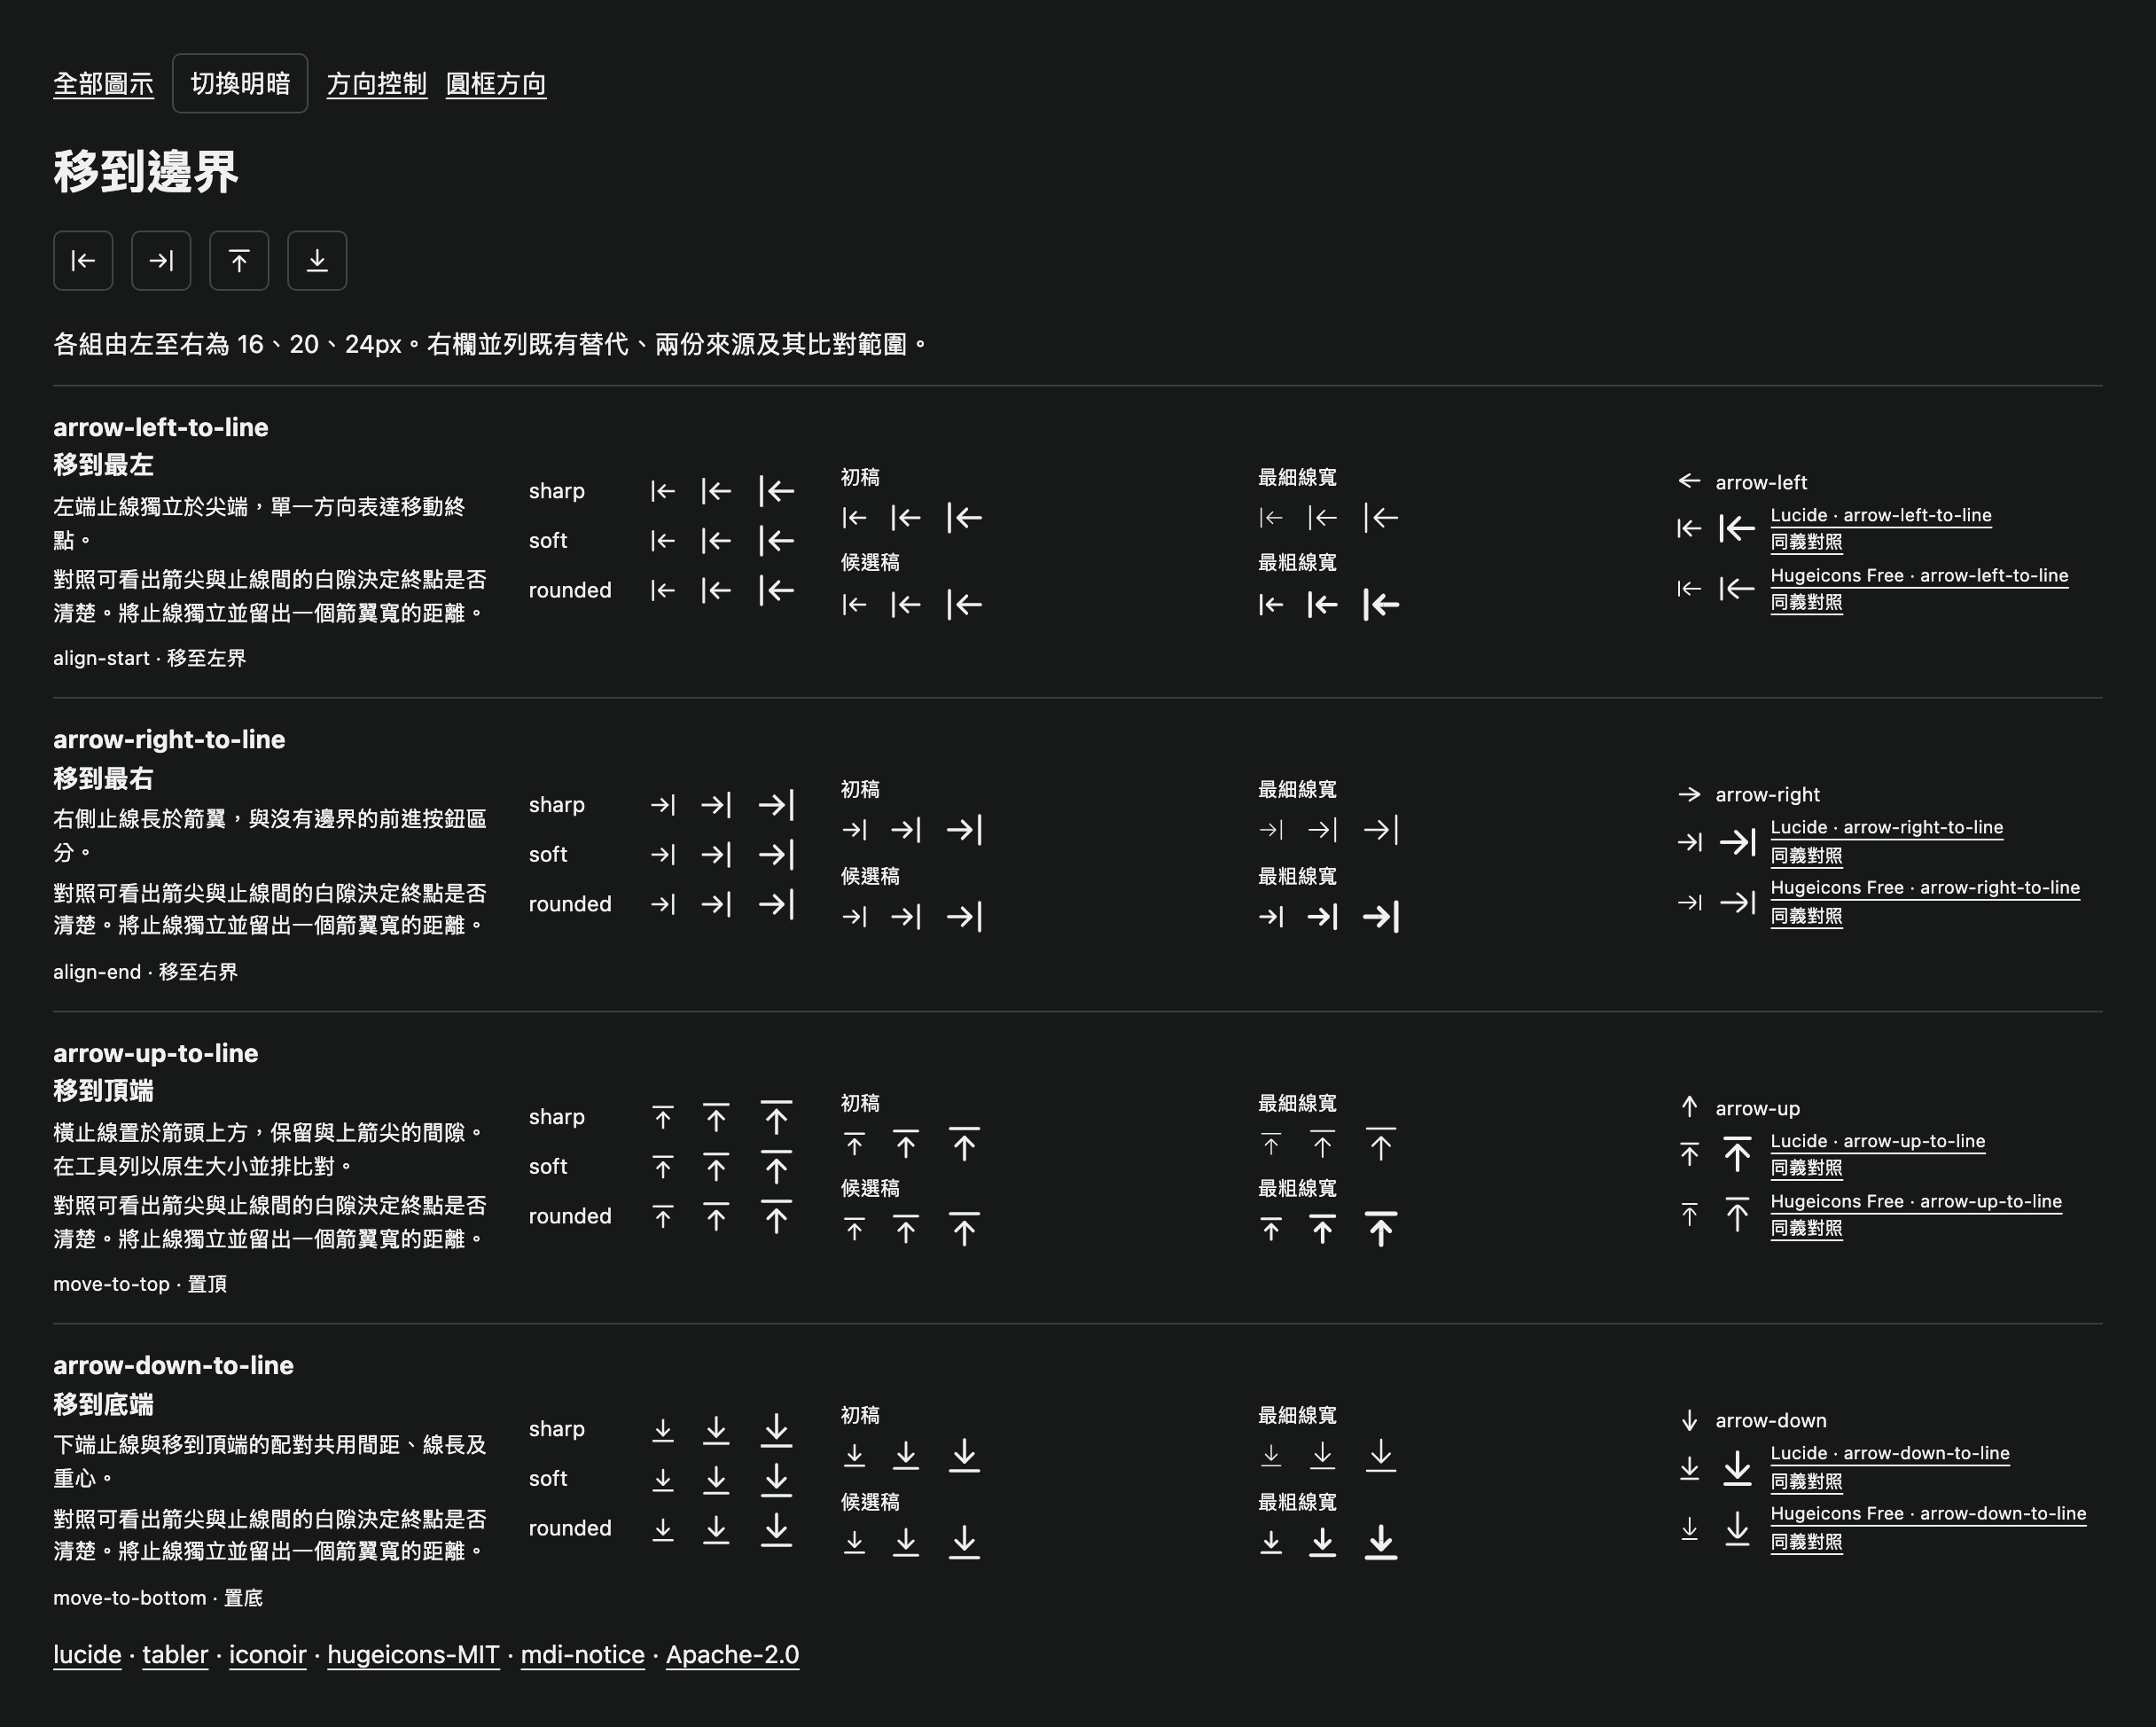 全部圖示 切換明暗 方向控制 圓框方向
移到邊界
各組由左至右為 16、20、24px。右欄並列既有替代、兩份來源及其比對範圍。
arrow-left-to-line
移到最左
左端止線獨立於尖端，單一方向表達移動終
點。
對照可看出箭尖與止線間的白隙決定終點是否
清楚。將止線獨立並留出一個箭翼寬的距離。
align-start · 移至左界
sharp
soft
rounded
初稿
候選稿
最細線寬
最粗線寬
arrow-left
Lucide · arrow-left-to-line
同義對照
Hugeicons Free · arrow-left-to-line
同義對照
arrow-right-to-line
移到最右
右側止線長於箭翼，與沒有邊界的前進按鈕區
分。
對照可看出箭尖與止線間的白隙決定終點是否
清楚。將止線獨立並留出一個箭翼寬的距離。
align-end · 移至右界
sharp
soft
rounded
初稿
候選稿
最細線寬
最粗線寬
arrow-right
Lucide · arrow-right-to-line
同義對照
Hugeicons Free · arrow-right-to-line
同義對照
arrow-up-to-line
移到頂端
橫止線置於箭頭上方，保留與上箭尖的間隙。
在工具列以原生大小並排比對。
對照可看出箭尖與止線間的白隙決定終點是否
清楚。將止線獨立並留出一個箭翼寬的距離。
move-to-top · 置頂
sharp
soft
rounded
初稿
候選稿
最細線寬
最粗線寬
arrow-up
Lucide · arrow-up-to-line
同義對照
Hugeicons Free · arrow-up-to-line
同義對照
arrow-down-to-line
移到底端
下端止線與移到頂端的配對共用間距、線長及
重心。
對照可看出箭尖與止線間的白隙決定終點是否
清楚。將止線獨立並留出一個箭翼寬的距離。
move-to-bottom · 置底
sharp
soft
rounded
初稿
候選稿
最細線寬
最粗線寬
arrow-down
Lucide · arrow-down-to-line
同義對照
Hugeicons Free · arrow-down-to-line
同義對照
lucide · tabler · iconoir · hugeicons-MIT · mdi-notice · Apache-2.0